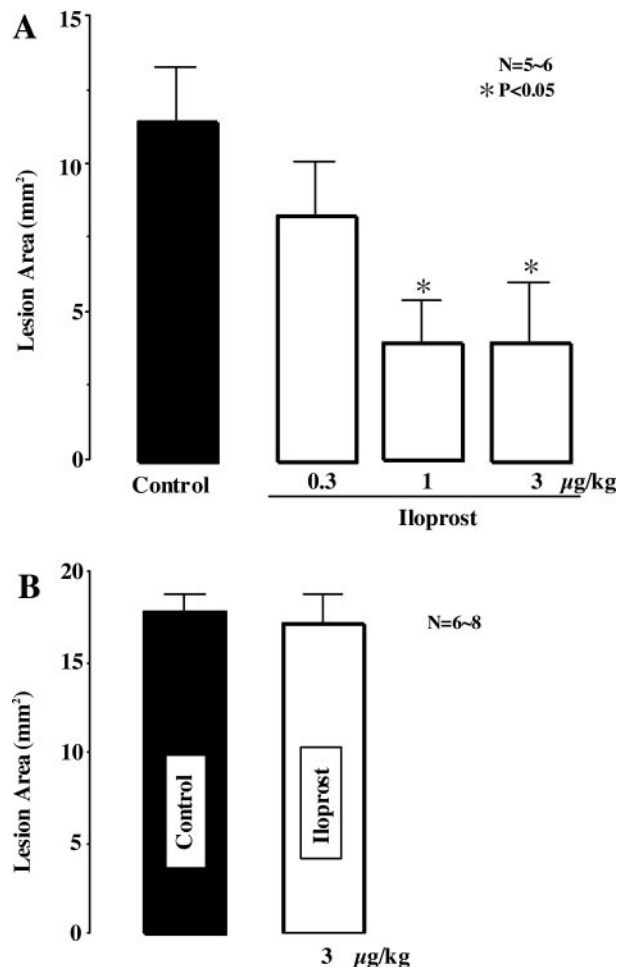 A
15
N=5~6
* P<0.05
10
Lesion Area (mm²)
*
*
5
0
Control
0.3
1
3
µg/kg
Iloprost
B
20
N=6~8
15
Lesion Area (mm²)
10
Control
Iloprost
5
0
3
µg/kg